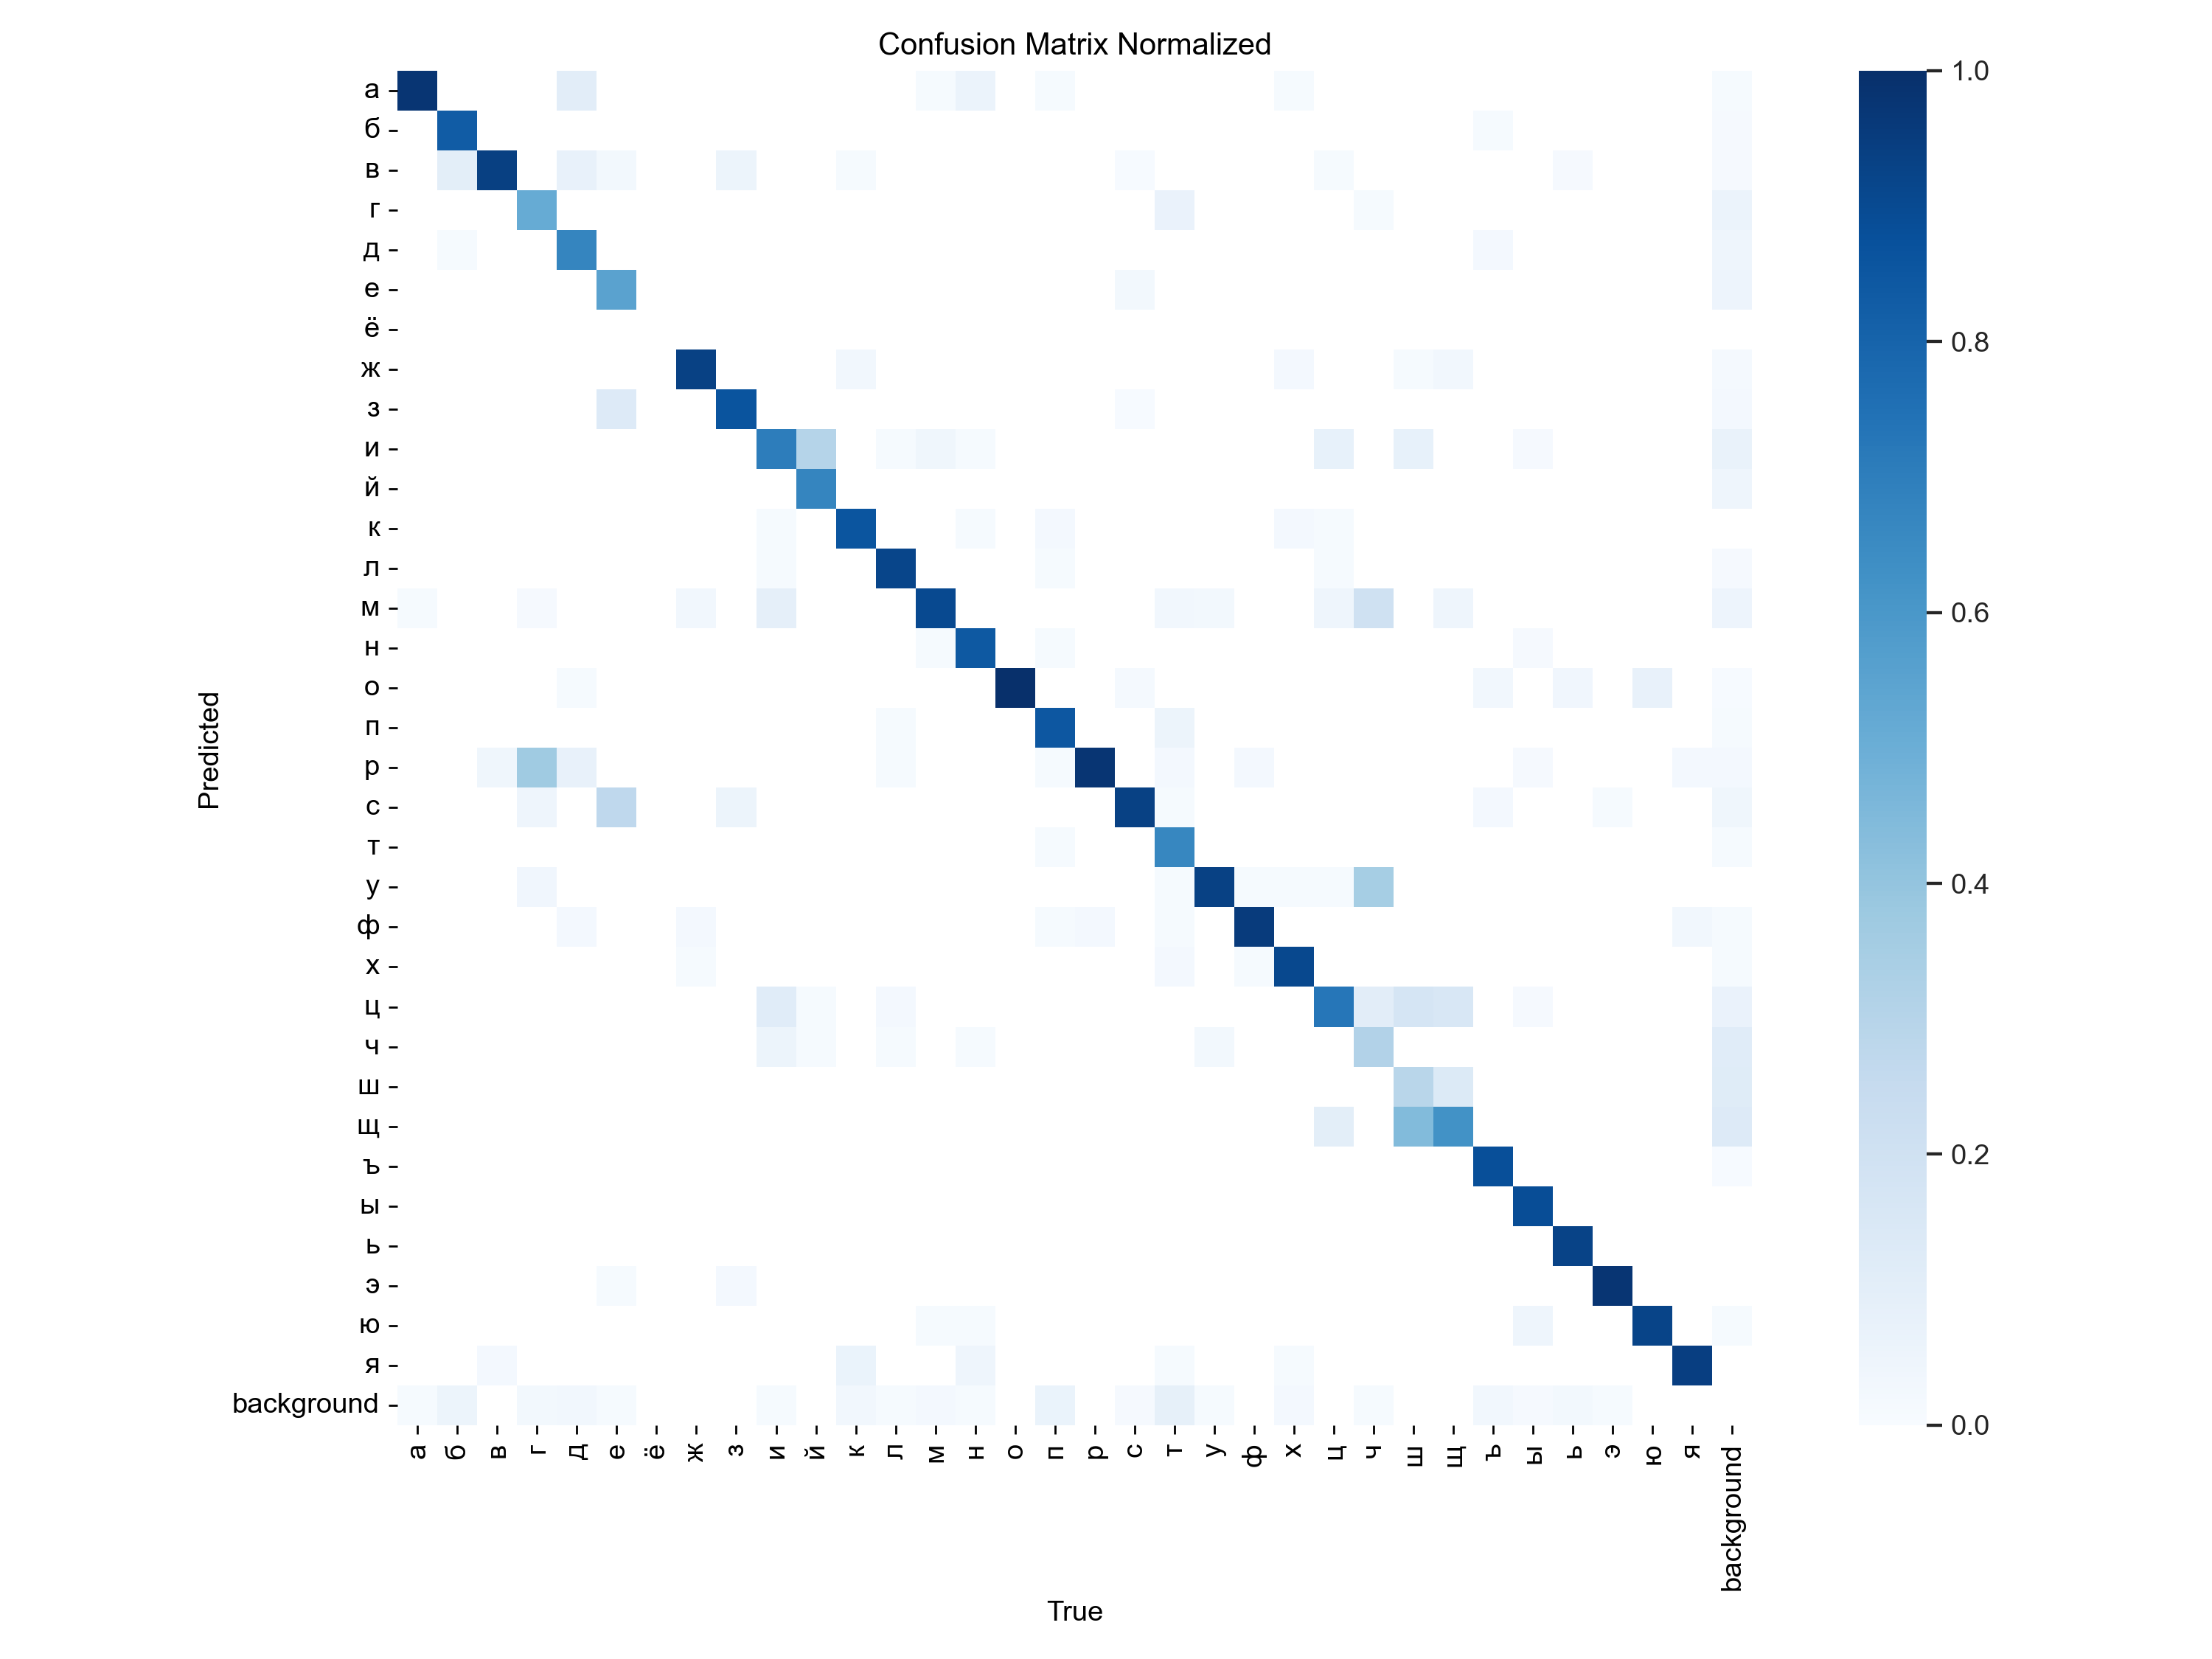 Confusion Matrix Normalized
Predicted
а
б
в
г
д
е
ё
ж
з
и
й
к
л
м
н
о
п
р
с
т
у
ф
х
ц
ч
ш
щ
ъ
ы
ь
э
ю
я
background
а б в г д е ё ж з и й к л м н о п р с т у ф х ц ч ш щ ъ ы ь э ю я background
True
1.0
0.8
0.6
0.4
0.2
0.0